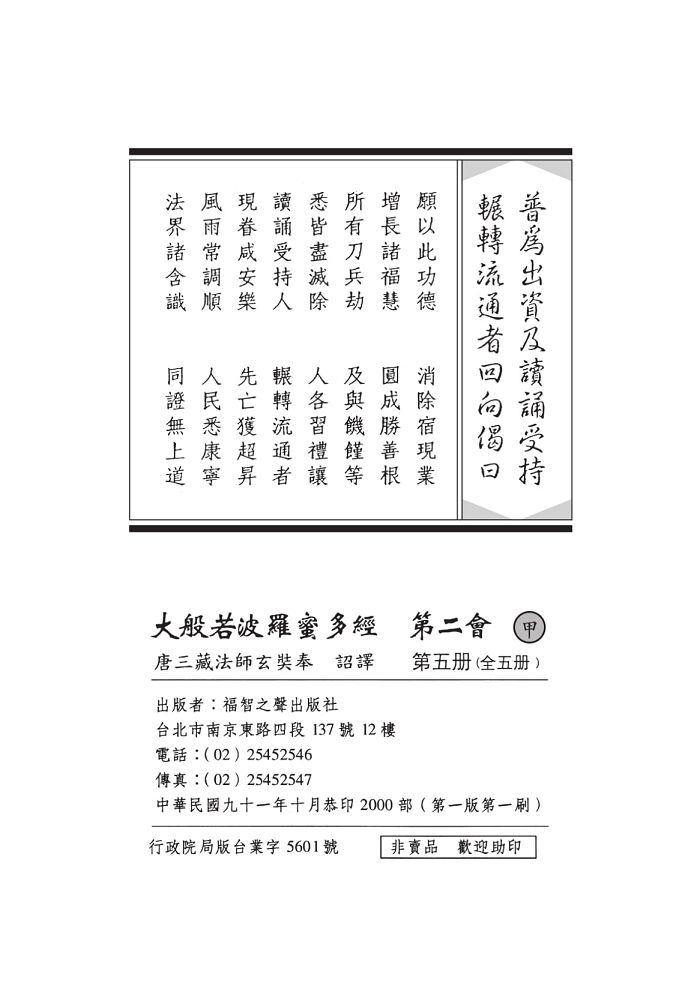 普為出資及讀誦受持
輾轉流通者回向偈曰
願以此功德　消除宿現業
增長諸福慧　圓成勝善根
所有刀兵劫　及與饑饉等
悉皆盡滅除　人各習禮讓
讀誦受持人　輾轉流通者
現眷咸安樂　先亡獲超昇
風雨常調順　人民悉康寧
法界諸含識　同證無上道
大般若波羅蜜多經　第二會　甲
唐三藏法師玄奘奉　詔譯　第五册(全五册)
出版者：福智之聲出版社
台北市南京東路四段 137 號 12 樓
電話：(02) 25452546
傳真：(02) 25452547
中華民國九十一年十月恭印 2000 部（第一版第一刷）
行政院局版台業字 5601 號　非賣品　歡迎助印